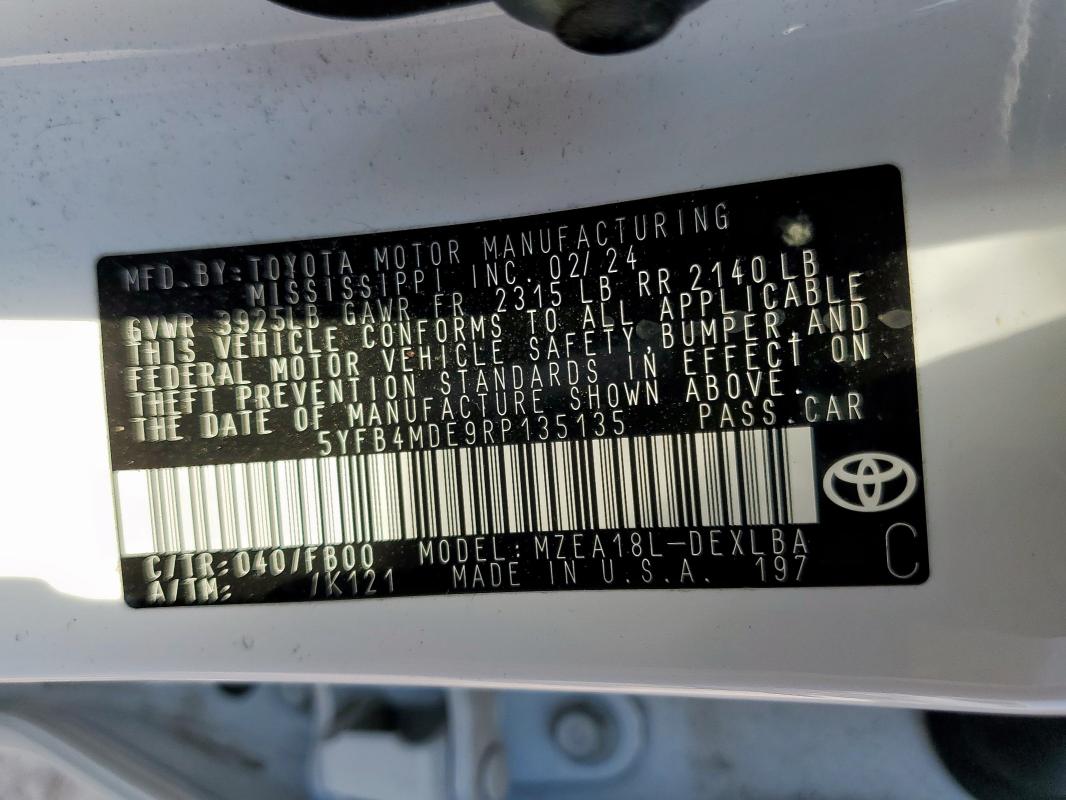 MFD. BY: TOYOTA MOTOR MANUFACTURING
MISSISSIPPI INC. 02/24
GVWR 3925LB GAWR FR 2315 LB RR 2140 LB
THIS VEHICLE CONFORMS TO ALL APPLICABLE
FEDERAL MOTOR VEHICLE SAFETY, BUMPER, AND
THEFT PREVENTION STANDARDS IN EFFECT ON
THE DATE OF MANUFACTURE SHOWN ABOVE.
5YFB4MDE9RP135135 PASS. CAR
C/TR: 040/FB00 MODEL: MZEA18L-DEXLBA
A/TM: /K121 MADE IN U.S.A. 197
C